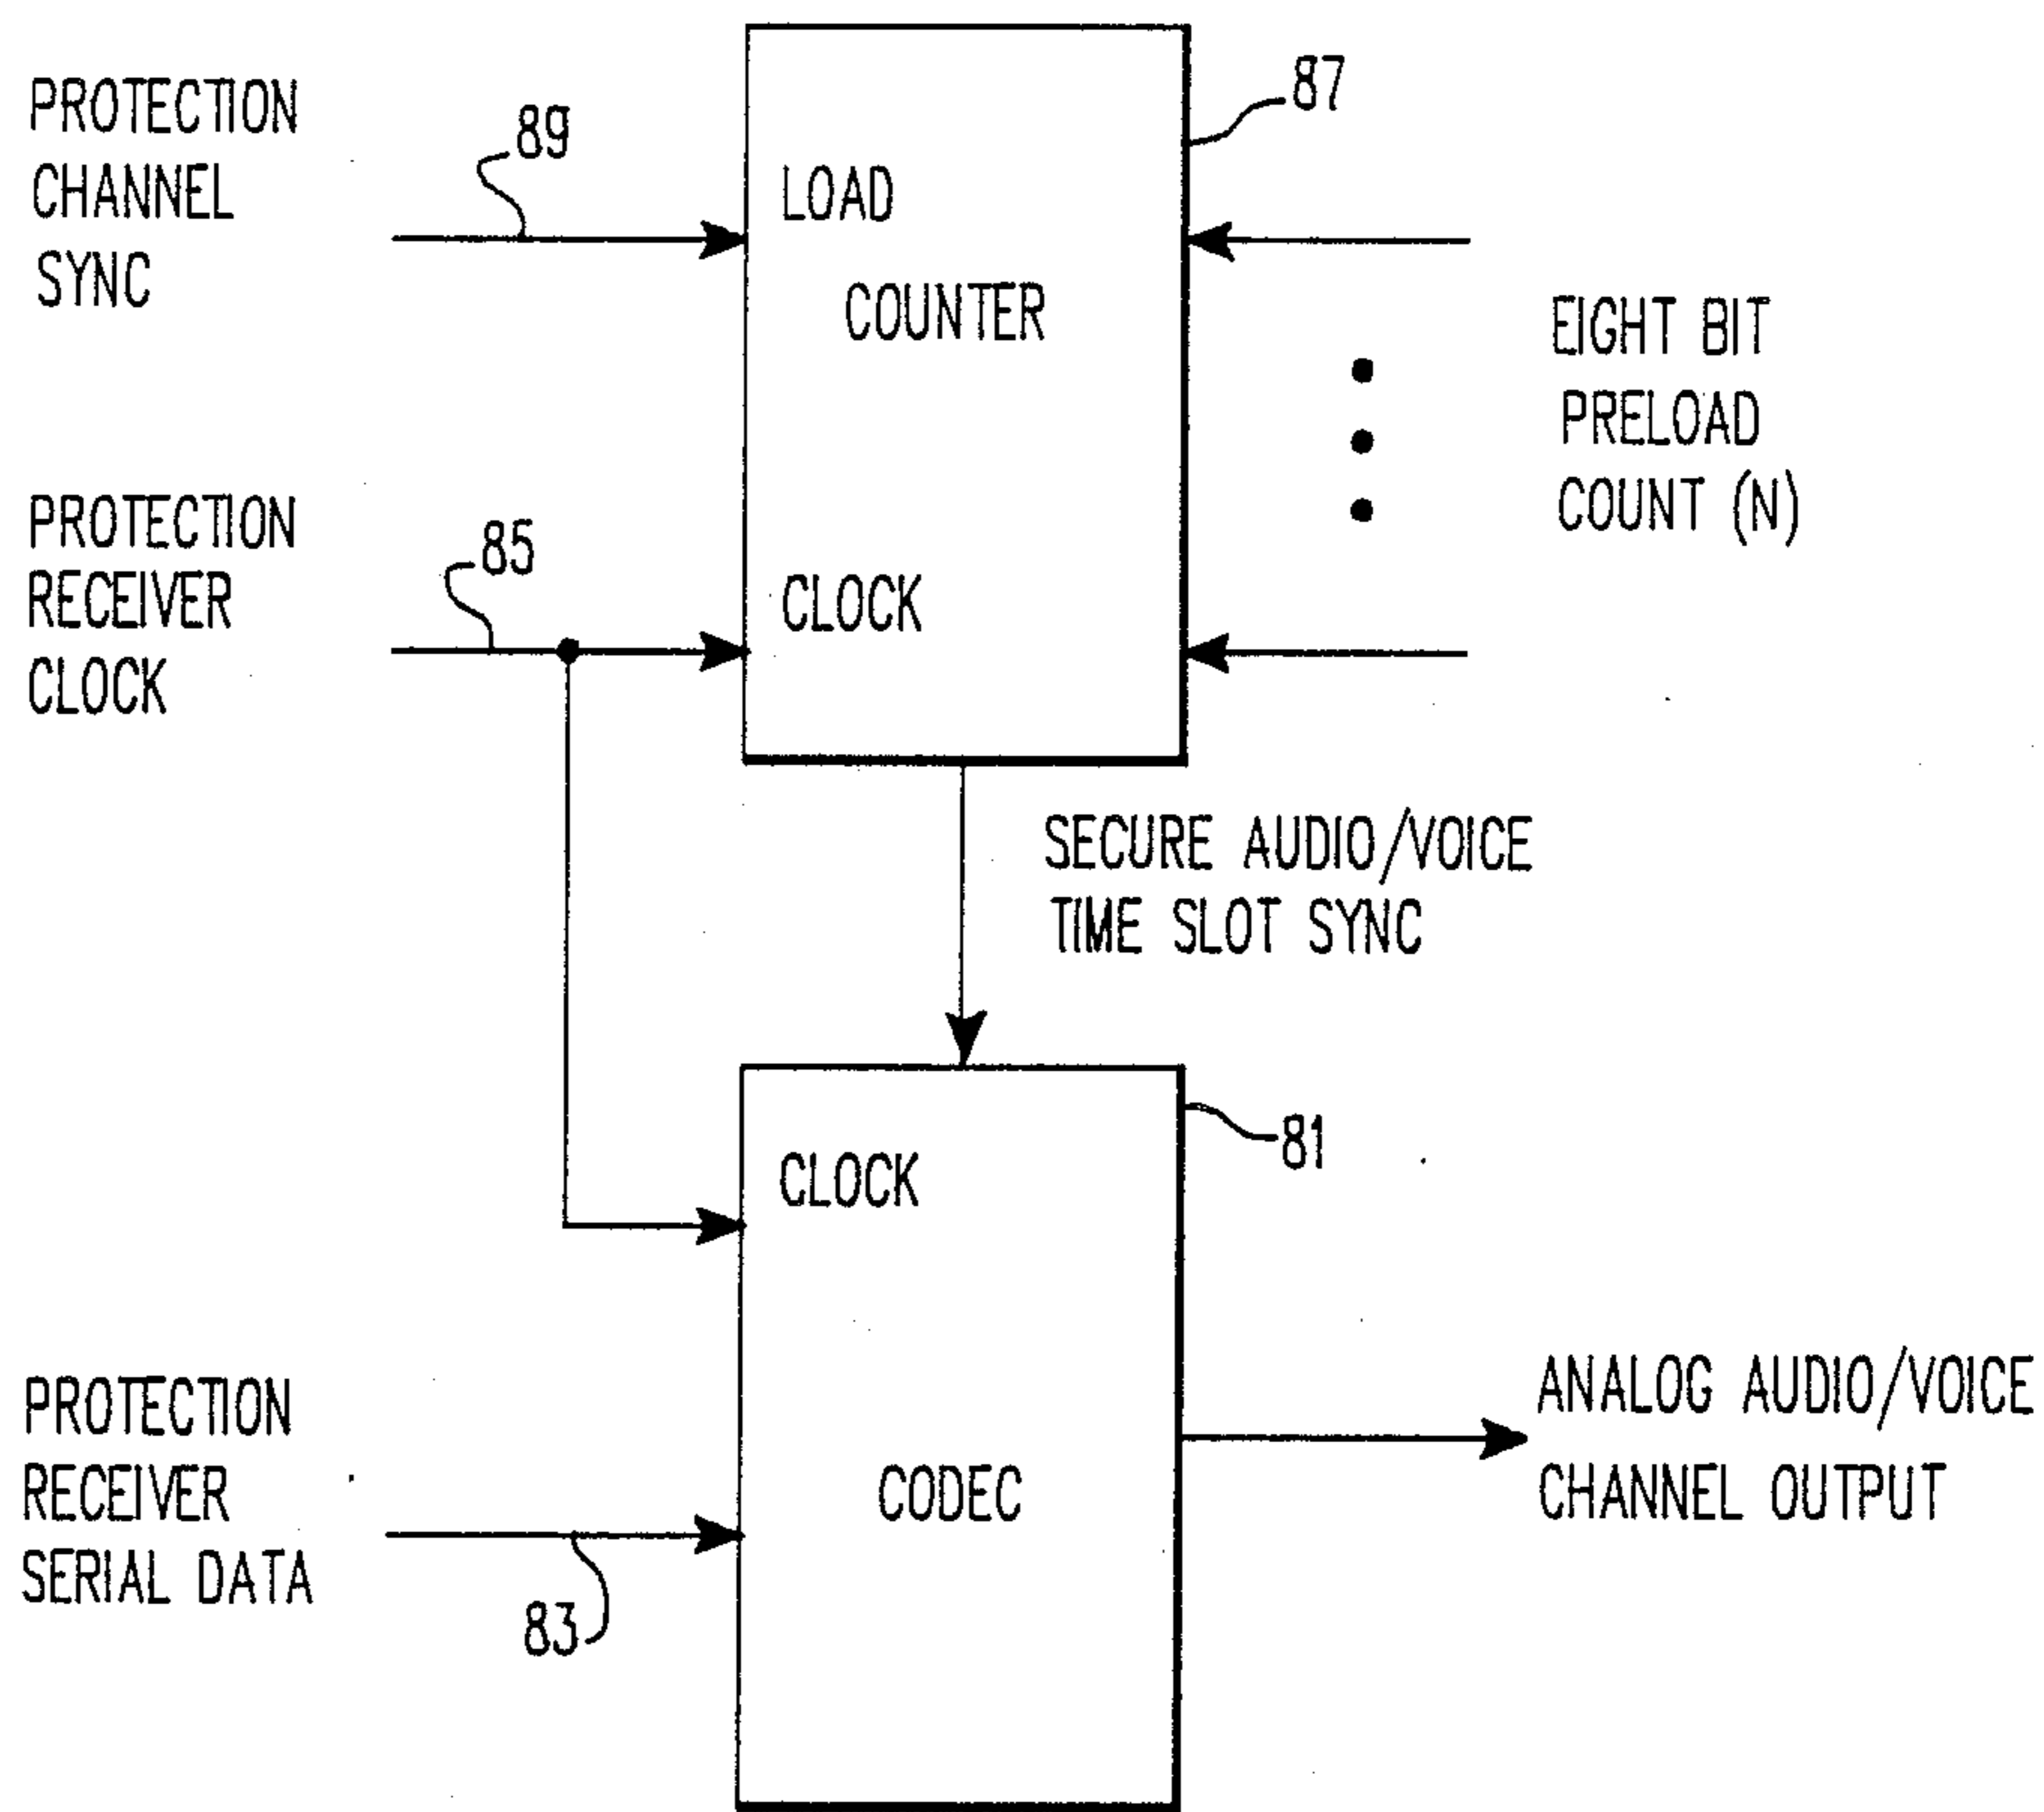 PROTECTION
CHANNEL
SYNC
89
87
LOAD
COUNTER
EIGHT BIT
PRELOAD
COUNT (N)
PROTECTION
RECEIVER
CLOCK
85
CLOCK
SECURE AUDIO/VOICE
TIME SLOT SYNC
81
CLOCK
PROTECTION
RECEIVER
SERIAL DATA
83
CODEC
ANALOG AUDIO/VOICE
CHANNEL OUTPUT